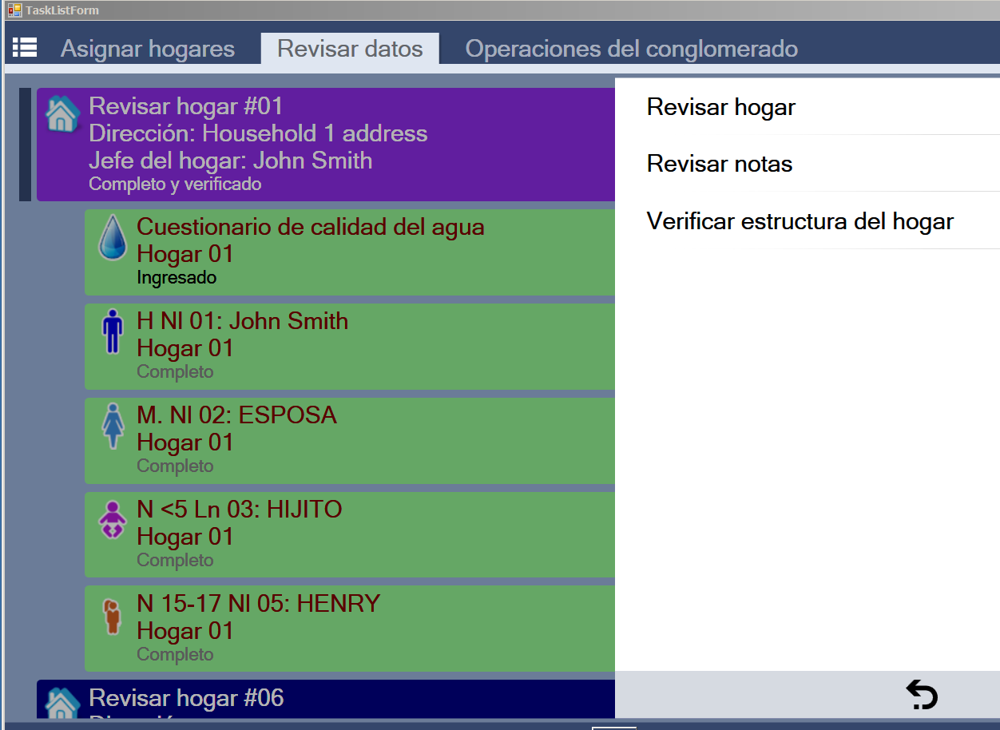 TaskListForm
Asignar hogares
Revisar datos
Operaciones del conglomerado
Revisar hogar #01
Dirección: Household 1 address
Jefe del hogar: John Smith
Completo y verificado
Cuestionario de calidad del agua
Hogar 01
Ingresado
H NI 01: John Smith
Hogar 01
Completo
M. NI 02: ESPOSA
Hogar 01
Completo
N <5 Ln 03: HIJITO
Hogar 01
Completo
N 15-17 NI 05: HENRY
Hogar 01
Completo
Revisar hogar #06
Revisar hogar
Revisar notas
Verificar estructura del hogar